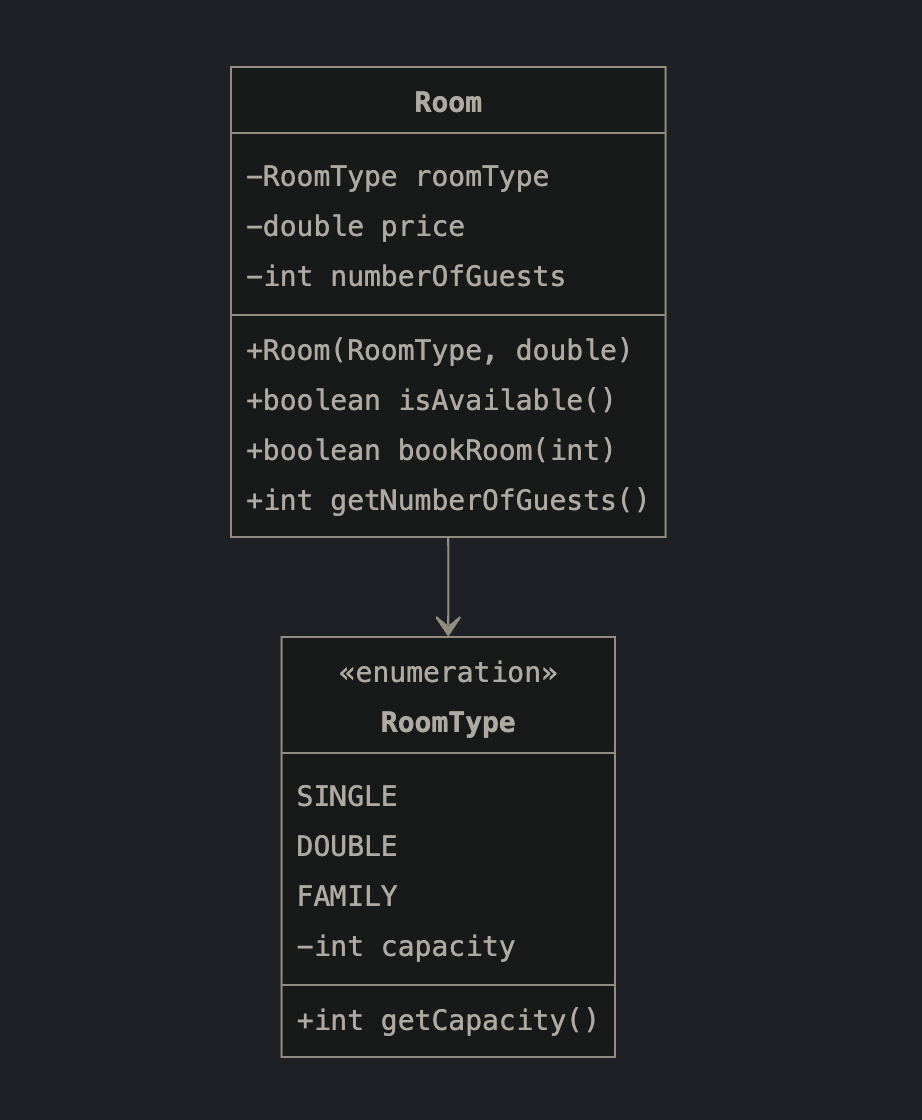 Room
-RoomType roomType
-double price
-int numberOfGuests
+Room(RoomType, double)
+boolean isAvailable()
+boolean bookRoom(int)
+int getNumberOfGuests()
«enumeration»
RoomType
SINGLE
DOUBLE
FAMILY
-int capacity
+int getCapacity()